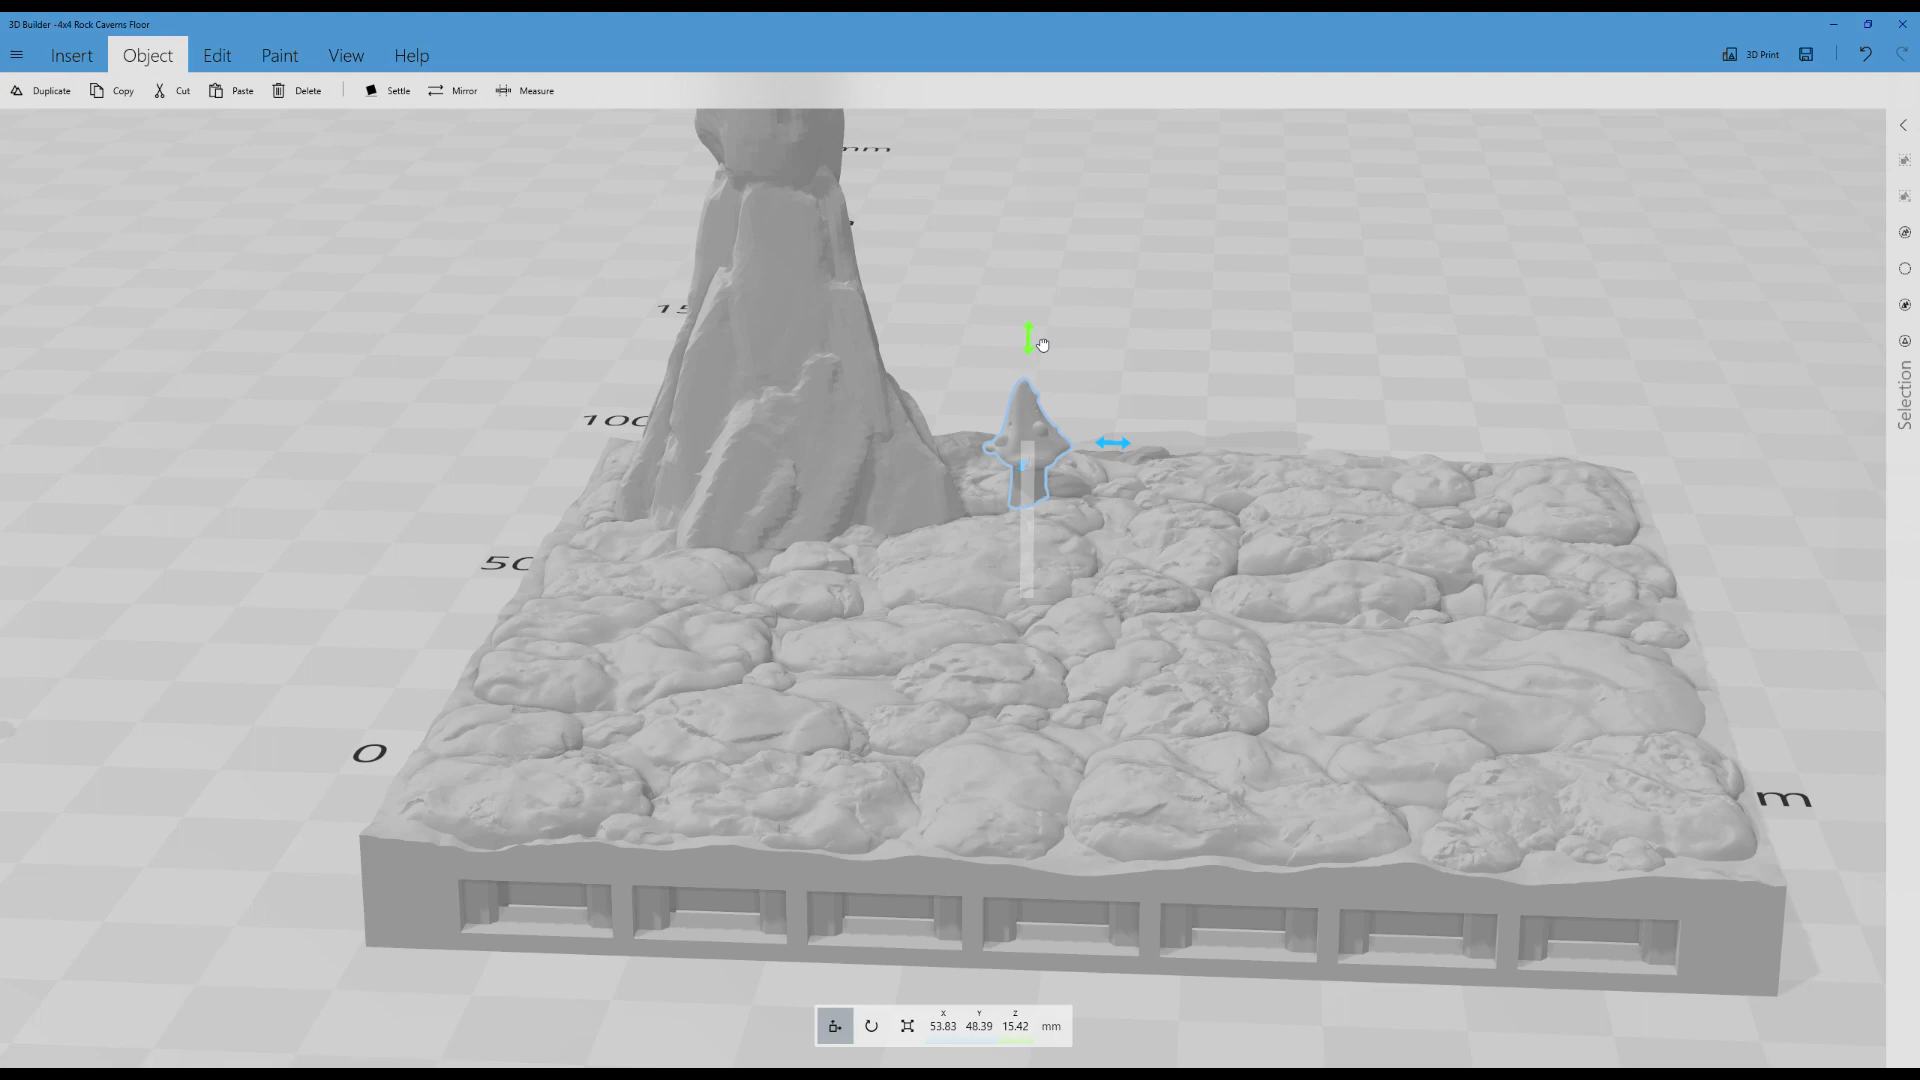 3D Builder - 4x4 Rock Caverns Floor
Insert Object Edit Paint View Help
3D Print
Duplicate Copy Cut Paste Delete Settle Mirror Measure
mm
100
50
0
Selection
X Y Z
53.83 48.39 15.42 mm